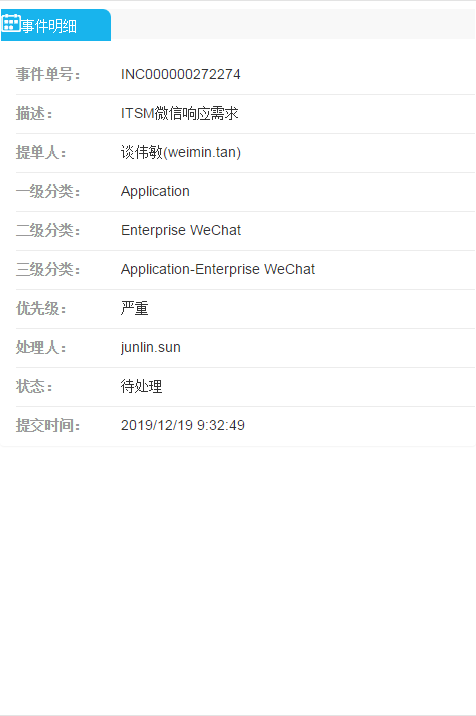 事件明细
事件单号： INC000000272274
描述： ITSM微信响应需求
提单人： 谈伟敏(weimin.tan)
一级分类： Application
二级分类： Enterprise WeChat
三级分类： Application-Enterprise WeChat
优先级： 严重
处理人： junlin.sun
状态： 待处理
提交时间： 2019/12/19 9:32:49